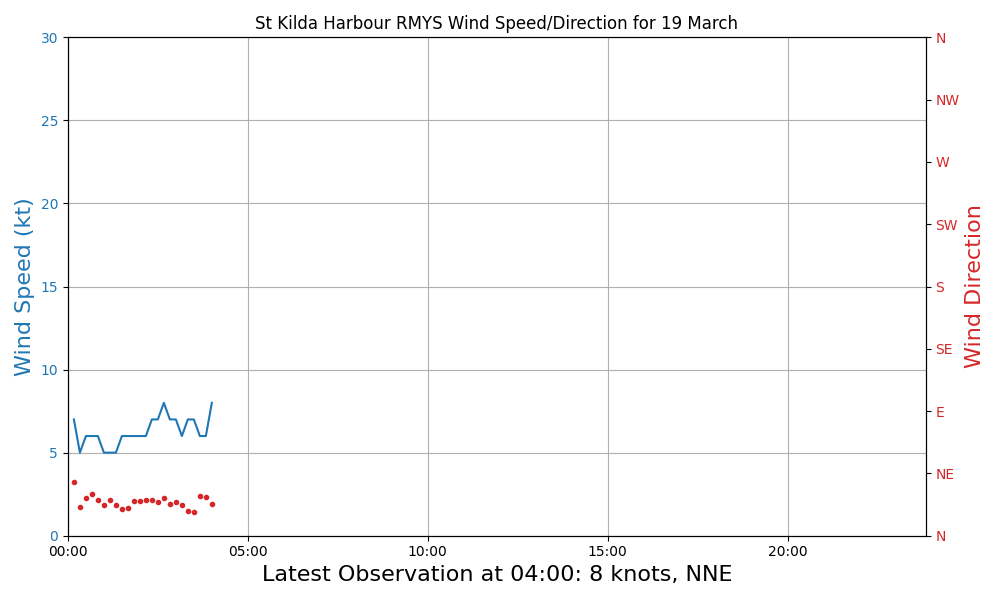 St Kilda Harbour RMYS Wind Speed/Direction for 19 March
30
25
20
15
10
5
0
Wind Speed (kt)
N
NW
W
SW
S
SE
E
NE
N
Wind Direction
00:00 05:00 10:00 15:00 20:00
Latest Observation at 04:00: 8 knots, NNE